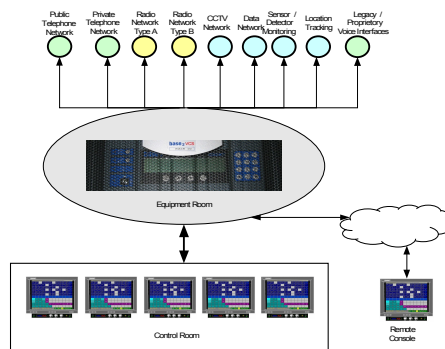 Public
Telephone
Network
Private
Telephone
Network
Radio
Network
Type A
Radio
Network
Type B
CCTV
Network
Data
Network
Sensor /
Detector
Monitoring
Location
Tracking
Legacy /
Proprietry
Voice Interfaces
Equipment Room
Control Room
Remote
Console